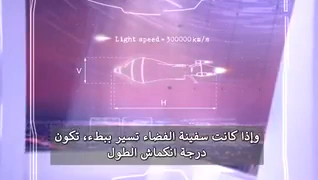 Light speed = 300000 km/s
V
H
وإذا كانت سفينة الفضاء تسير ببطء، تكون
درجة انكماش الطول